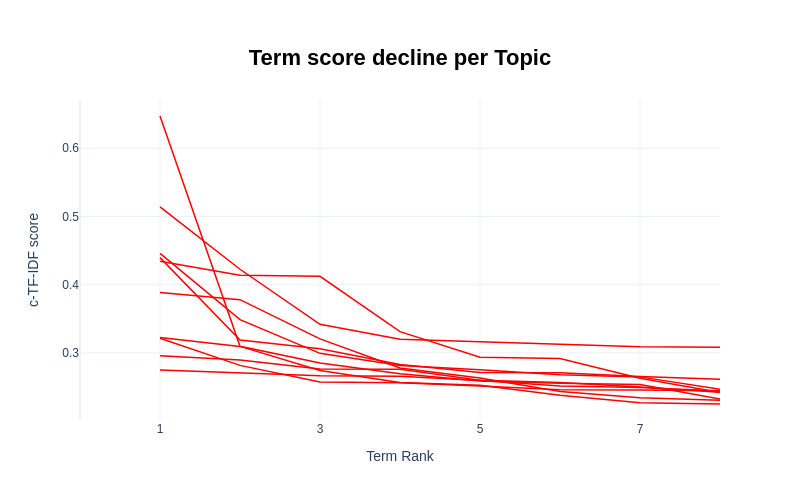 Term score decline per Topic
c-TF-IDF score
0.6
0.5
0.4
0.3
1 3 5 7
Term Rank